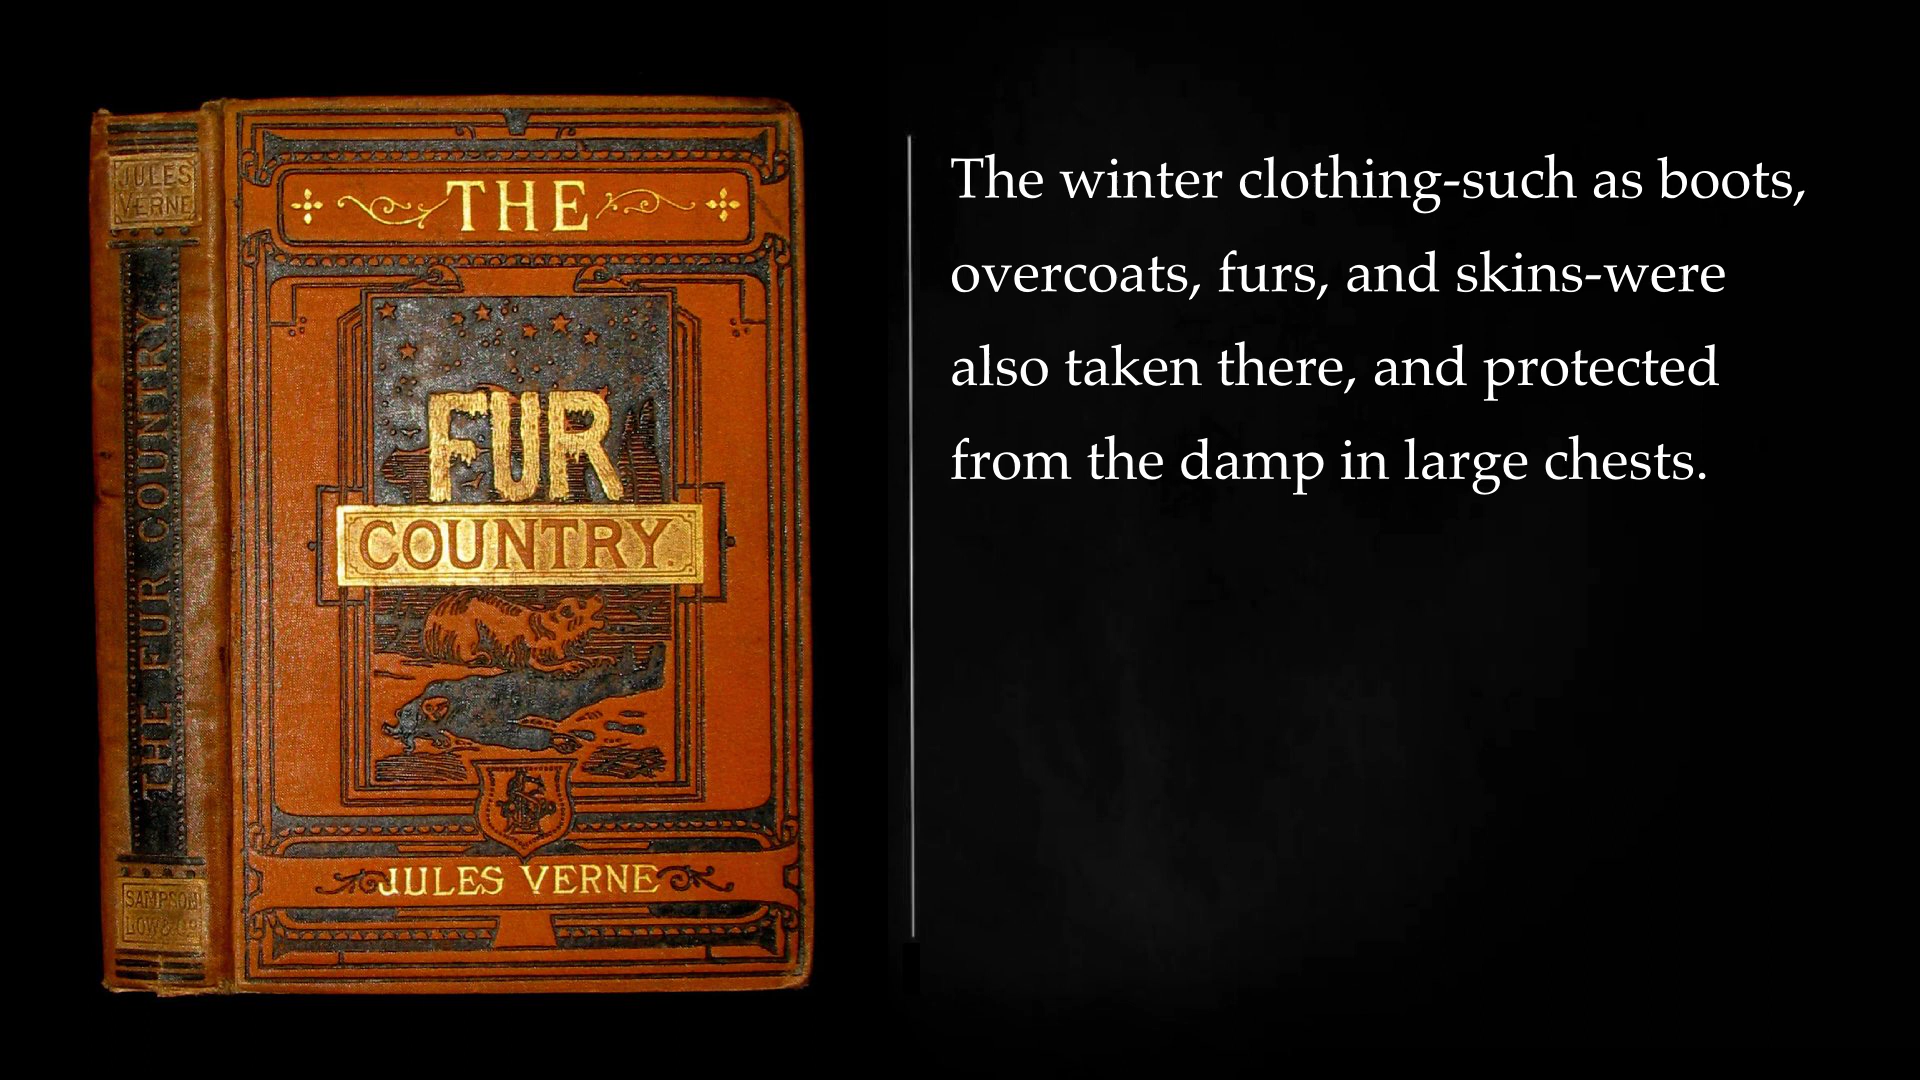 JULES
VERNE
THE FUR COUNTRY.
SAMPSON
LOW & Co
THE
FUR
COUNTRY.
JULES VERNE
The winter clothing-such as boots,
overcoats, furs, and skins-were
also taken there, and protected
from the damp in large chests.